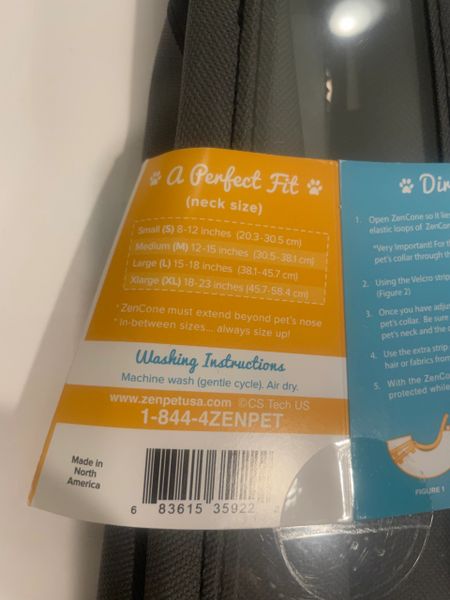 A Perfect Fit
(neck size)
Small (S) 8-12 inches (20.3-30.5 cm)
Medium (M) 12-15 inches (30.5-38.1 cm)
Large (L) 15-18 inches (38.1-45.7 cm)
Xlarge (XL) 18-23 inches (45.7-58.4 cm)
*ZenCone must extend beyond pet's nose
*In-between sizes... always size up!
Washing Instructions
Machine wash (gentle cycle). Air dry.
www.zenpetusa.com ©CS Tech US
1-844-4ZENPET
Made in
North
America
6 83615 35922
1. Open ZenCone so it lies
elastic loops of ZenCon
*Very Important! For t
pet's collar through th
2. Using the Velcro strip
(Figure 2)
3. Once you have adjus
pet's collar. Be sure
pet's neck and the c
4. Use the extra strip
hair or fabrics from
5. With the ZenCo
protected while
FIGURE 1